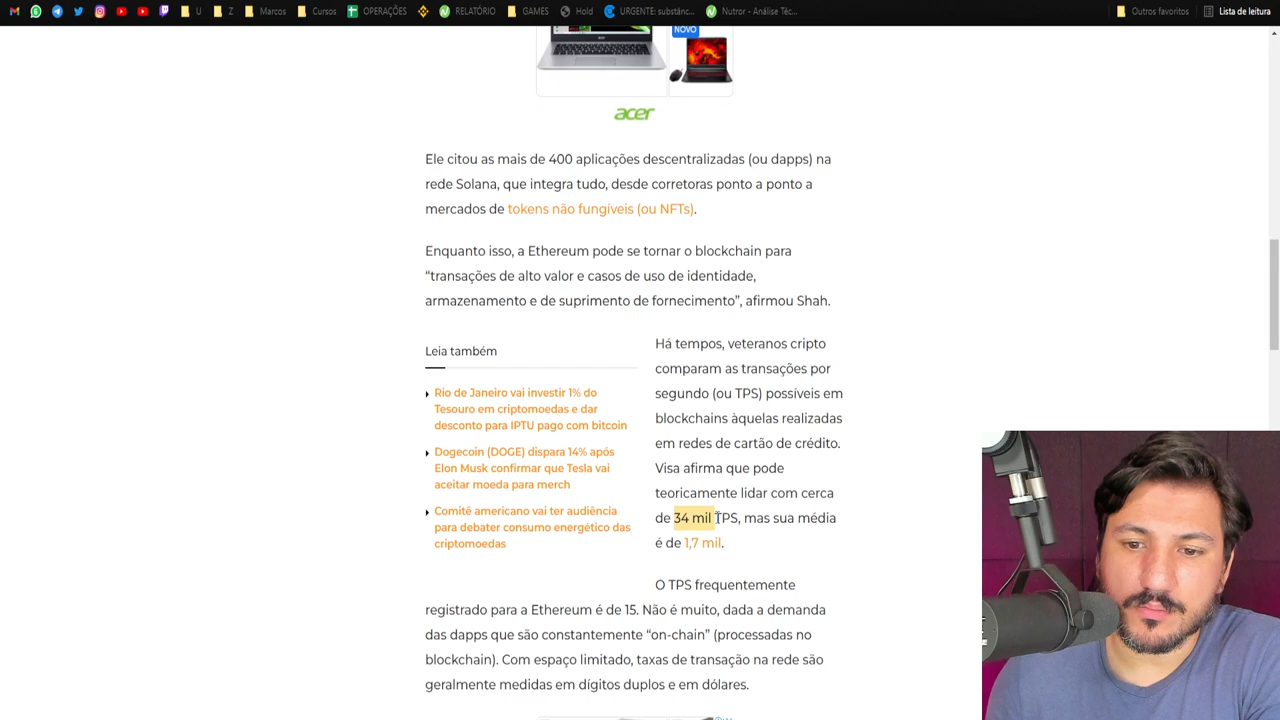 U
Z
Marcos
Cursos
OPERAÇÕES
RELATÓRIO
GAMES
Hold
URGENTE: substânc...
Nutror - Análise Téc...
Outros favoritos
Lista de leitura
NOVO
acer
Ele citou as mais de 400 aplicações descentralizadas (ou dapps) na
rede Solana, que integra tudo, desde corretoras ponto a ponto a
mercados de tokens não fungíveis (ou NFTs).
Enquanto isso, a Ethereum pode se tornar o blockchain para
“transações de alto valor e casos de uso de identidade,
armazenamento e de suprimento de fornecimento”, afirmou Shah.
Leia também
Rio de Janeiro vai investir 1% do
Tesouro em criptomoedas e dar
desconto para IPTU pago com bitcoin
Dogecoin (DOGE) dispara 14% após
Elon Musk confirmar que Tesla vai
aceitar moeda para merch
Comitê americano vai ter audiência
para debater consumo energético das
criptomoedas
Há tempos, veteranos cripto
comparam as transações por
segundo (ou TPS) possíveis em
blockchains àquelas realizadas
em redes de cartão de crédito.
Visa afirma que pode
teoricamente lidar com cerca
de 34 mil TPS, mas sua média
é de 1,7 mil.
O TPS frequentemente
registrado para a Ethereum é de 15. Não é muito, dada a demanda
das dapps que são constantemente “on-chain” (processadas no
blockchain). Com espaço limitado, taxas de transação na rede são
geralmente medidas em dígitos duplos e em dólares.